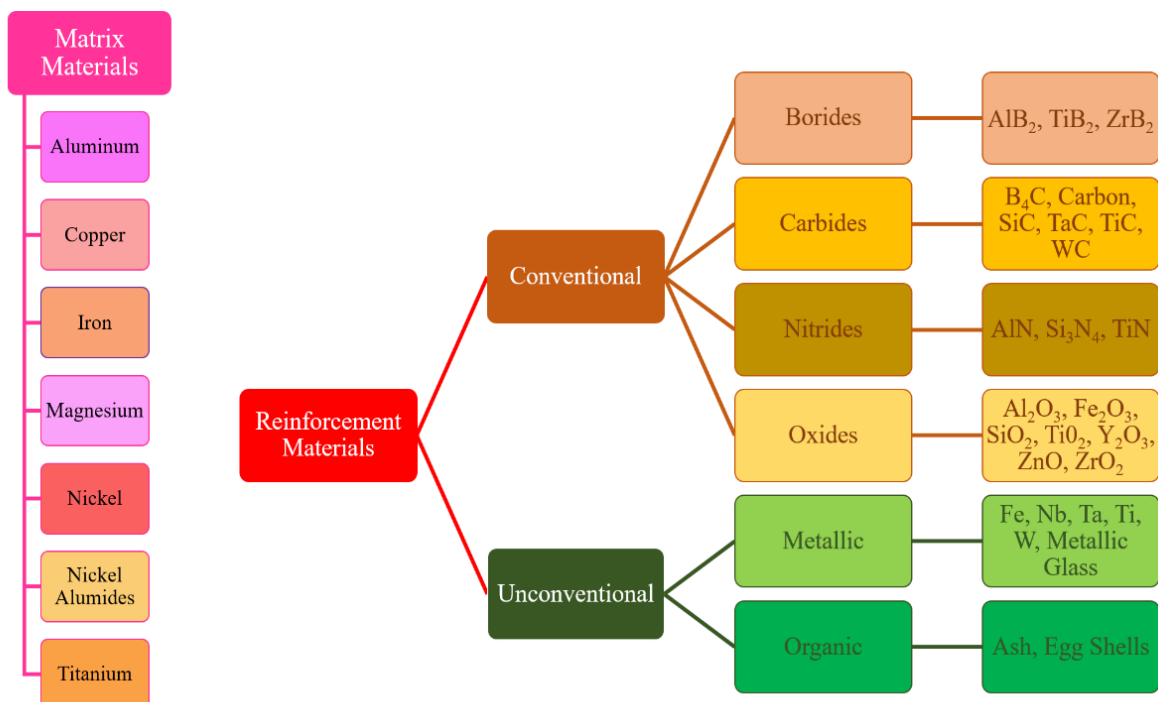 Matrix
Materials
Aluminum
Copper
Iron
Magnesium
Nickel
Nickel
Alumides
Titanium
Reinforcement
Materials
Conventional
Unconventional
Borides
AlB₂, TiB₂, ZrB₂
Carbides
B₄C, Carbon,
SiC, TaC, TiC,
WC
Nitrides
AlN, Si₃N₄, TiN
Oxides
Al₂O₃, Fe₂O₃,
SiO₂, Ti0₂, Y₂O₃,
ZnO, ZrO₂
Metallic
Fe, Nb, Ta, Ti,
W, Metallic
Glass
Organic
Ash, Egg Shells